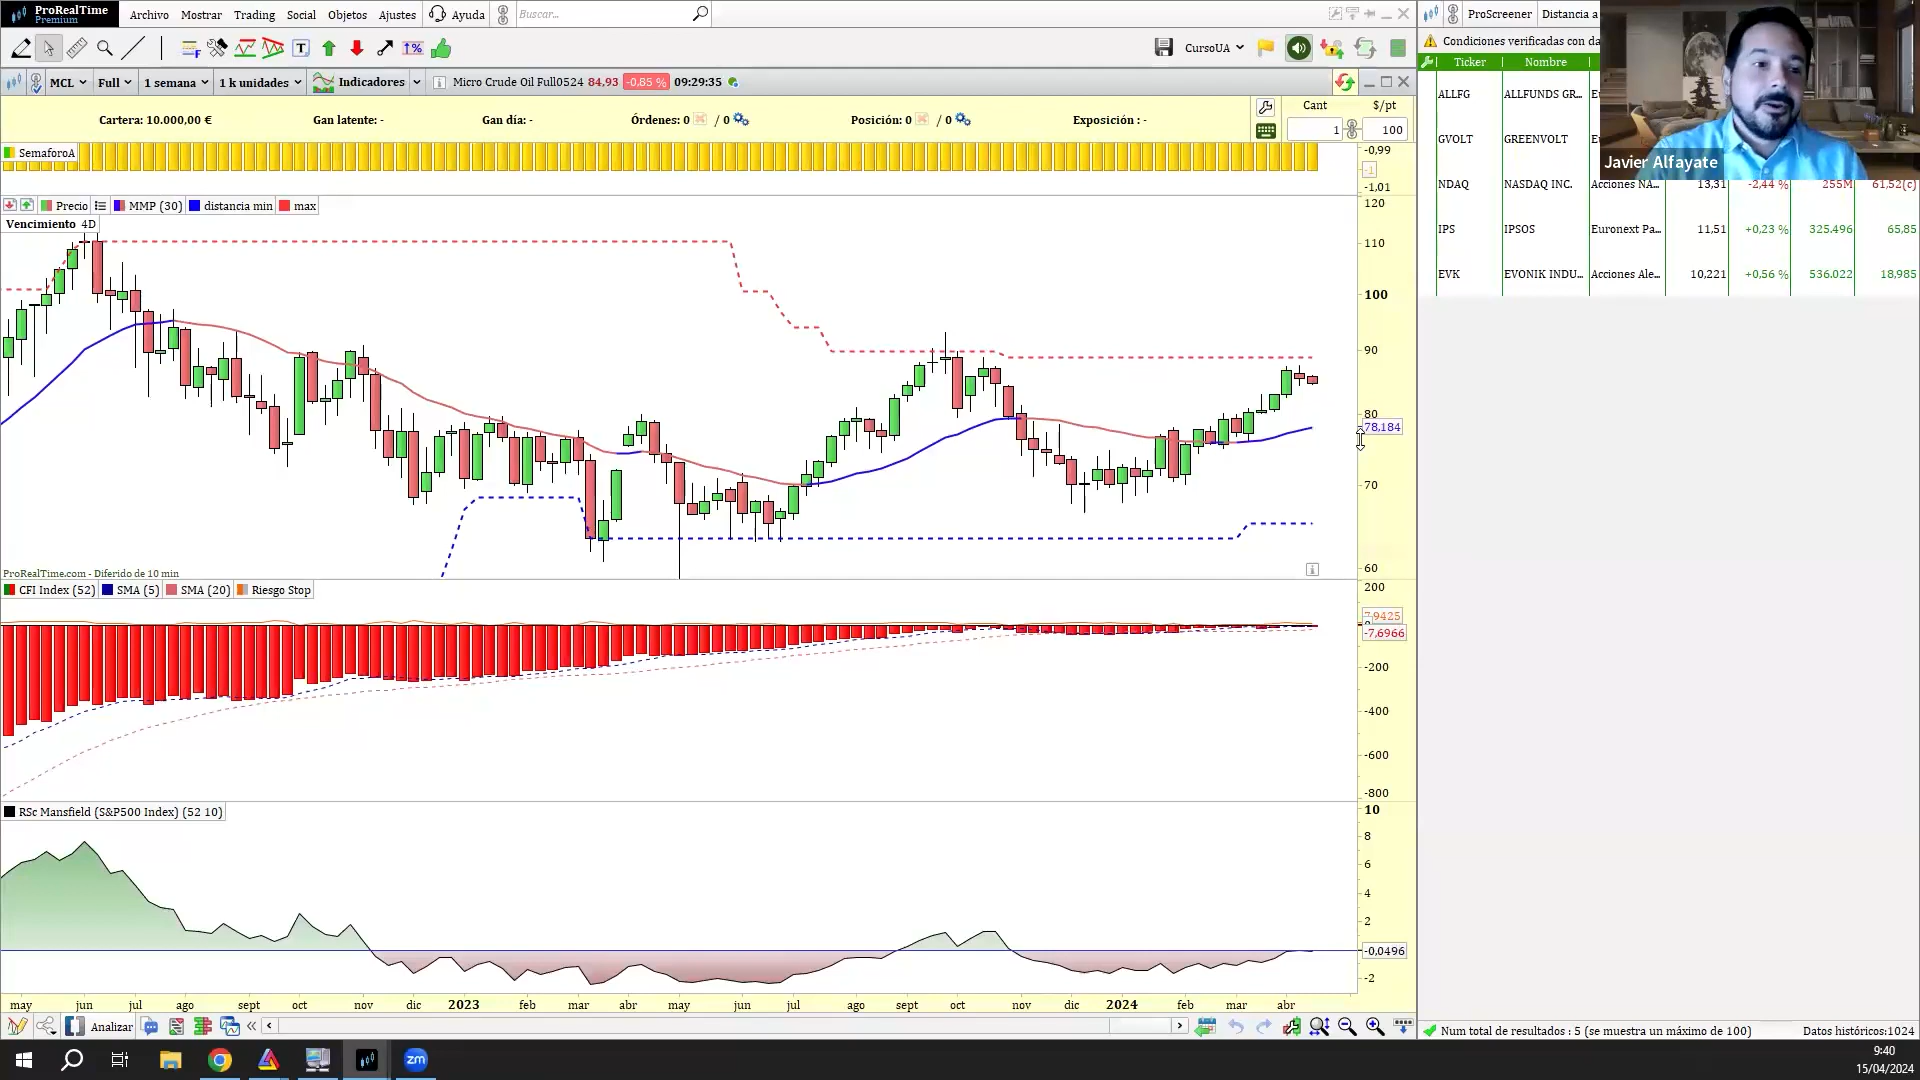 ProRealTime
Premium
Archivo Mostrar Trading Social Objetos Ajustes Ayuda Buscar...
ProScreener Distancia a
CursoUA
Condiciones verificadas con da
MCL Full 1 semana 1 k unidades Indicadores Micro Crude Oil Full0524 84,93 -0,85 % 09:29:35
Ticker Nombre
ALLFG ALLFUNDS GR...
GVOLT GREENVOLT
Javier Alfayate
NDAQ NASDAQ INC. Acciones NA... 13,31 -2,44 % 255M 61,52(c)
IPS IPSOS Euronext Pa... 11,51 +0,23 % 325.496 65,85
EVK EVONIK INDU... Acciones Ale... 10,221 +0,56 % 536.022 18,985
Cartera: 10.000,00 € Gan latente: - Gan día: - Órdenes: 0 / 0 Posición: 0 / 0 Exposición : -
Cant $/pt
1 100
SemaforoA
-0,99
-1
-1,01
Precio MMP (30) distancia min max
Vencimiento 4D
120
110
100
90
80
78,184
70
60
ProRealTime.com - Diferido de 10 min
CFI Index (52) SMA (5) SMA (20) Riesgo Stop
200
7,9425
-7,6966
-200
-400
-600
-800
RSc Mansfield (S&P500 Index) (52 10)
10
8
6
4
2
-0,0496
-2
may jun jul ago sept oct nov dic 2023 feb mar abr may jun jul ago sept oct nov dic 2024 feb mar abr
Analizar
Num total de resultados : 5 (se muestra un máximo de 100) Datos históricos:1024
zm
9:40
15/04/2024